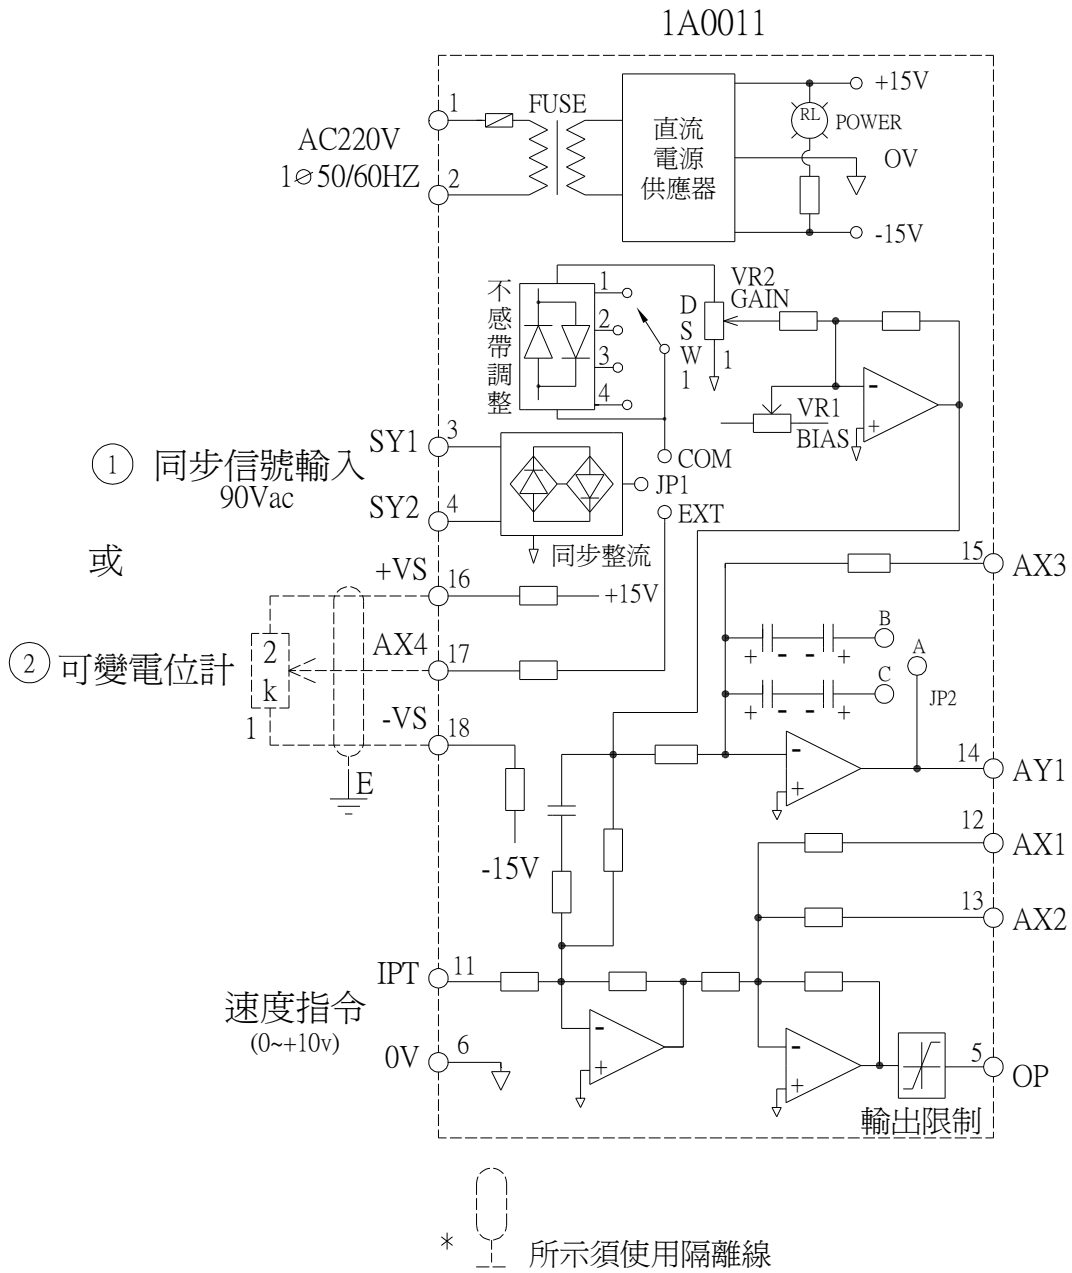 1A0011
1
FUSE
+15V
AC220V
1⌀50/60HZ
2
直流
電源
供應器
RL
POWER
OV
-15V
不感帶調整
1
2
3
4
DSW1
VR2
GAIN
1
-
+
VR1
BIAS
① 同步信號輸入
90Vac
SY1
3
SY2
4
COM
JP1
EXT
同步整流
或
+VS
16
+15V
15
AX3
② 可變電位計
2
k
1
AX4
17
-VS
18
E
-15V
B
+ - - +
C
+ - - +
A
JP2
-
+
14
AY1
12
AX1
13
AX2
IPT
11
速度指令
(0~+10v)
0V
6
-
+
-
+
5
OP
輸出限制
* 所示須使用隔離線